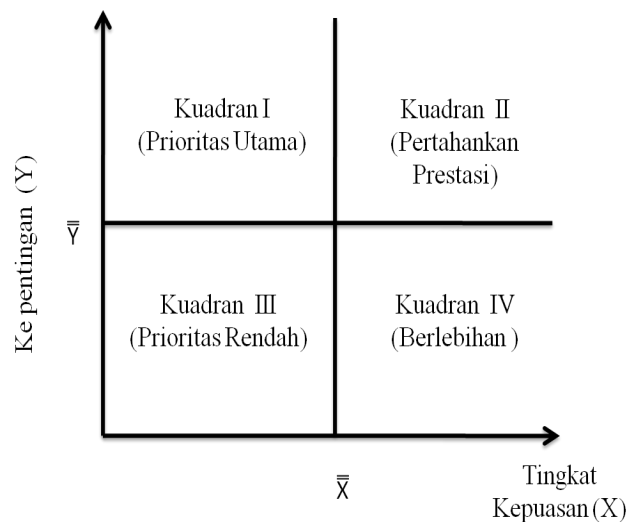 Kuadran I
(Prioritas Utama)
Kuadran II
(Pertahankan
Prestasi)
Ke pentingan (Y)
Y̿
Kuadran III
(Prioritas Rendah)
Kuadran IV
(Berlebihan )
X̿
Tingkat
Kepuasan (X)